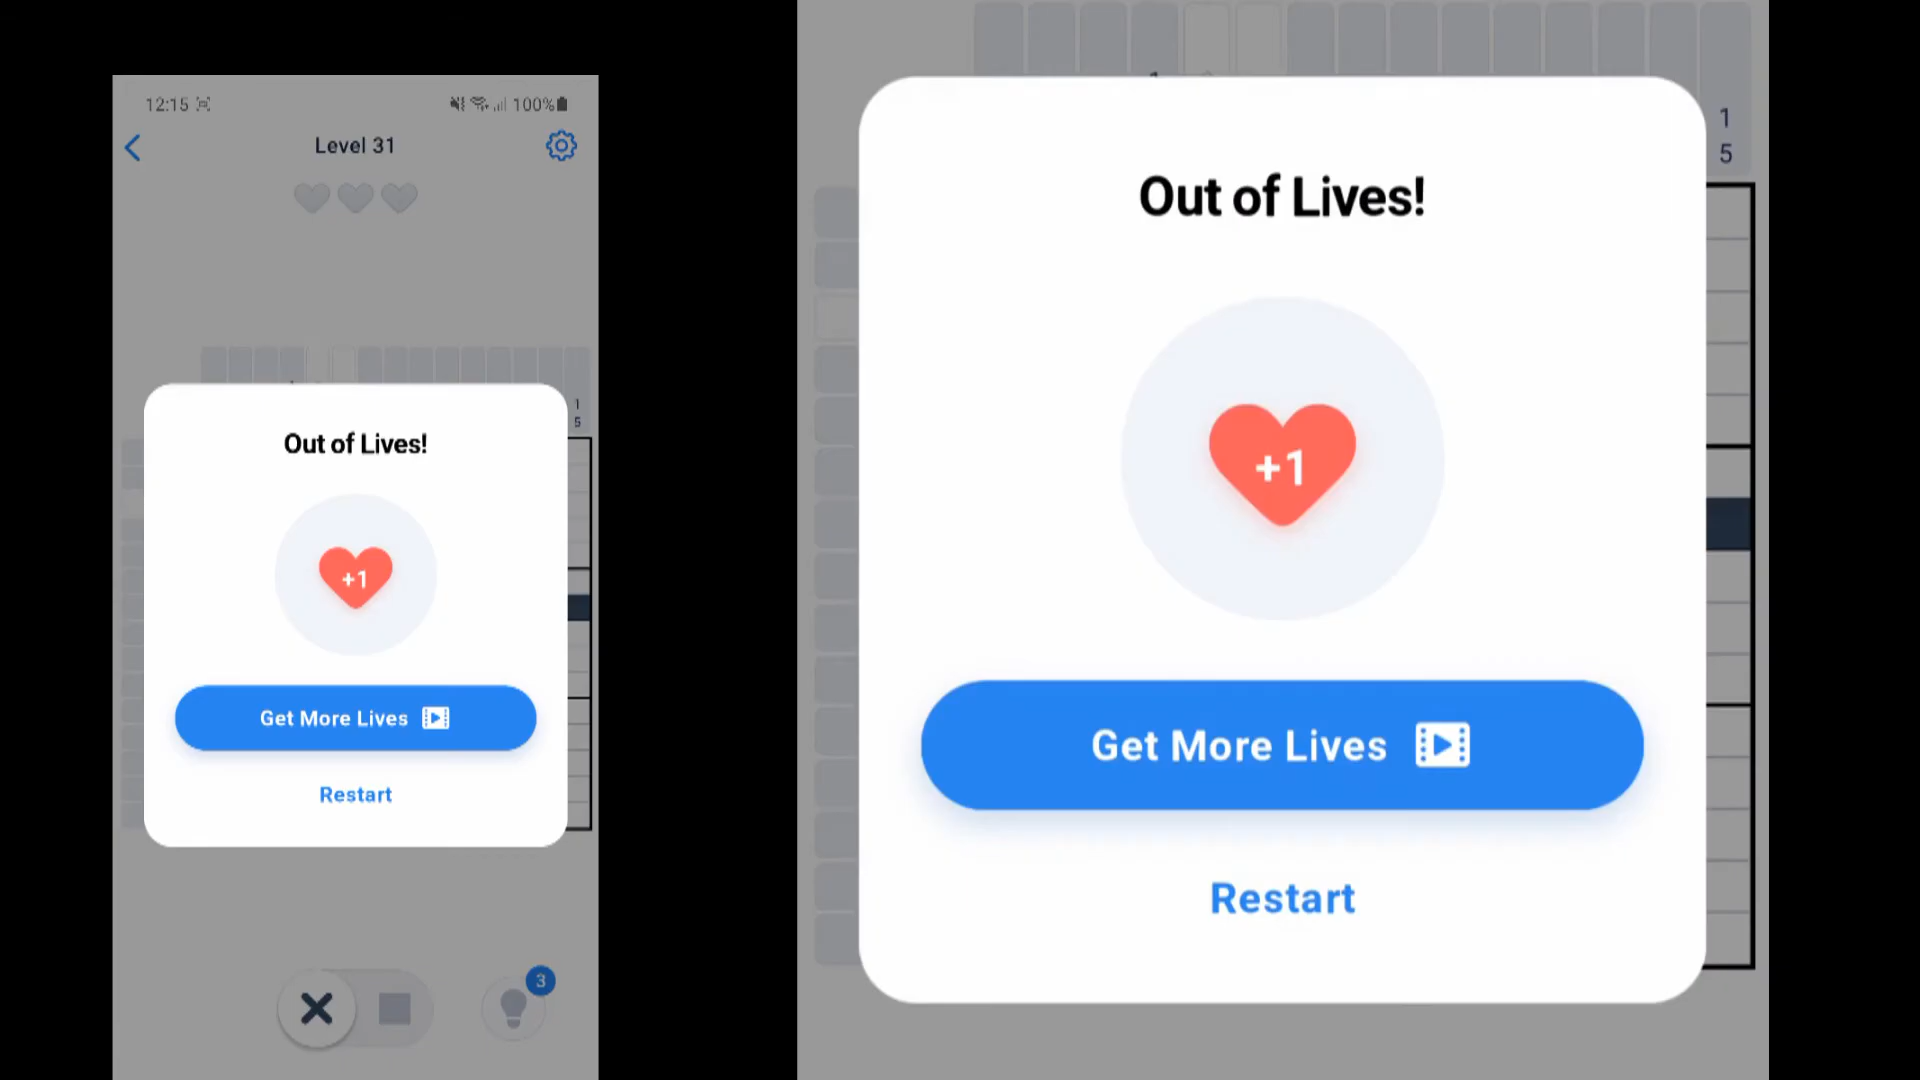 12:15
100%
Level 31
1
5
Out of Lives!
+1
Get More Lives
Restart
3
1
5
Out of Lives!
+1
Get More Lives
Restart